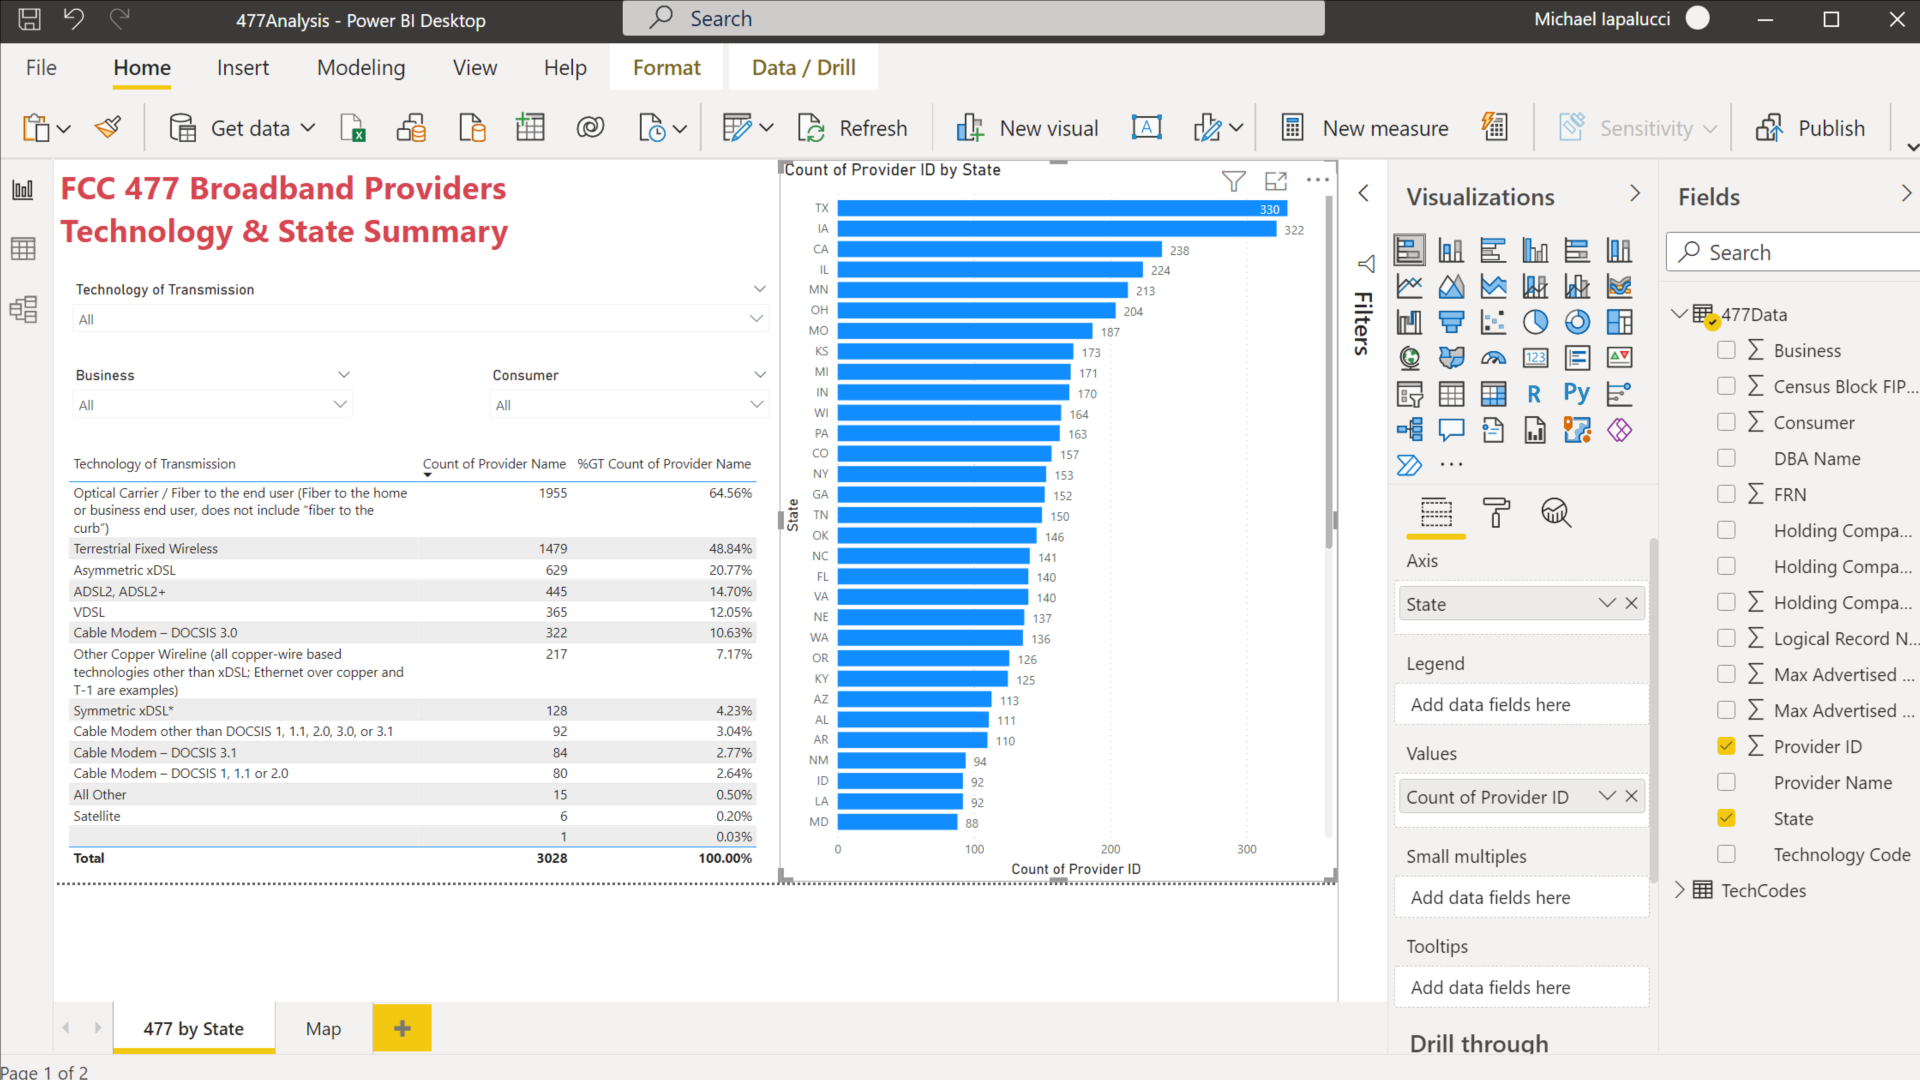 477Analysis - Power BI Desktop
Search
Michael Iapalucci
File
Home
Insert
Modeling
View
Help
Format
Data / Drill
Get data
Refresh
New visual
A
New measure
Sensitivity
Publish
FCC 477 Broadband Providers
Technology & State Summary
Technology of Transmission
All
Business
All
Consumer
All
Technology of Transmission Count of Provider Name %GT Count of Provider Name
Optical Carrier / Fiber to the end user (Fiber to the home 1955 64.56%
or business end user, does not include “fiber to the
curb”)
Terrestrial Fixed Wireless 1479 48.84%
Asymmetric xDSL 629 20.77%
ADSL2, ADSL2+ 445 14.70%
VDSL 365 12.05%
Cable Modem – DOCSIS 3.0 322 10.63%
Other Copper Wireline (all copper-wire based 217 7.17%
technologies other than xDSL; Ethernet over copper and
T-1 are examples)
Symmetric xDSL* 128 4.23%
Cable Modem other than DOCSIS 1, 1.1, 2.0, 3.0, or 3.1 92 3.04%
Cable Modem – DOCSIS 3.1 84 2.77%
Cable Modem – DOCSIS 1, 1.1 or 2.0 80 2.64%
All Other 15 0.50%
Satellite 6 0.20%
1 0.03%
Total 3028 100.00%
Count of Provider ID by State
State
TX 330
IA 322
CA 238
IL 224
MN 213
OH 204
MO 187
KS 173
MI 171
IN 170
WI 164
PA 163
CO 157
NY 153
GA 152
TN 150
OK 146
NC 141
FL 140
VA 140
NE 137
WA 136
OR 126
KY 125
AZ 113
AL 111
AR 110
NM 94
ID 92
LA 92
MD 88
0 100 200 300
Count of Provider ID
Filters
Visualizations
123
R
Py
Axis
State
Legend
Add data fields here
Values
Count of Provider ID
Small multiples
Add data fields here
Tooltips
Add data fields here
Drill through
Fields
Search
477Data
Business
Census Block FIP...
Consumer
DBA Name
FRN
Holding Compa...
Holding Compa...
Holding Compa...
Logical Record N...
Max Advertised ...
Max Advertised ...
Provider ID
Provider Name
State
Technology Code
TechCodes
477 by State
Map
Page 1 of 2